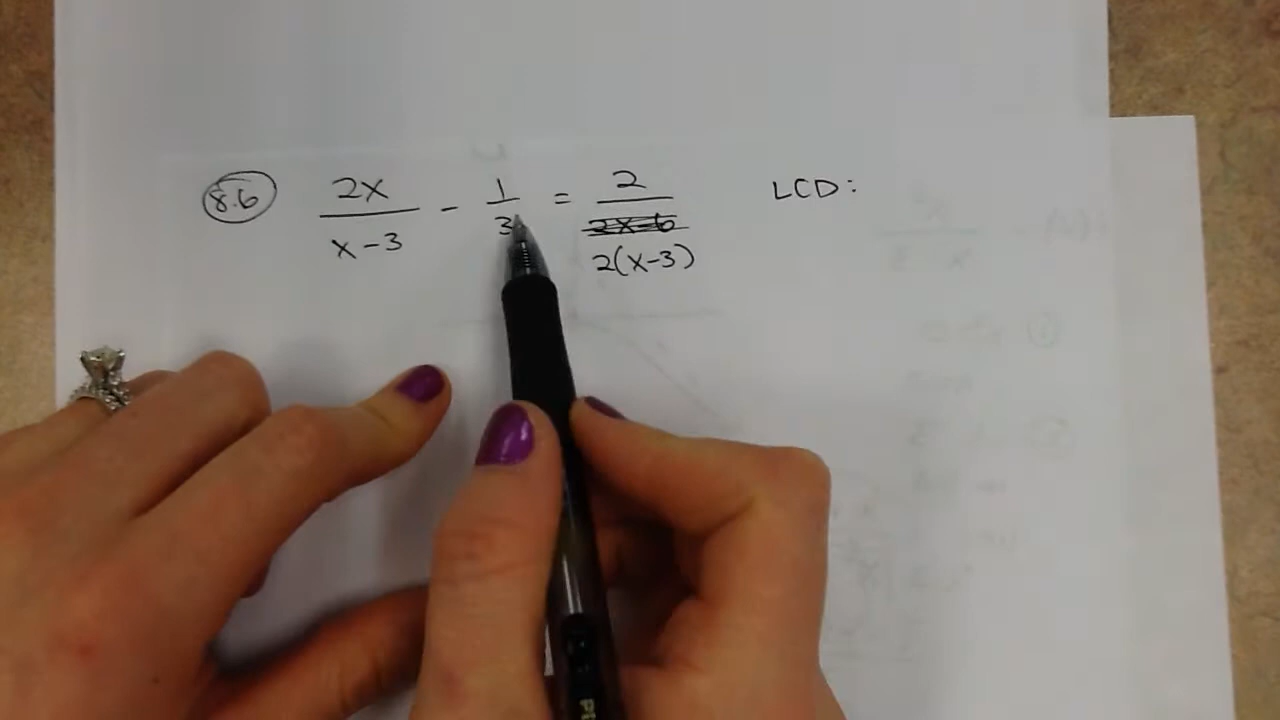 8.6 2x/(x-3) - 1/3 = 2/(2x-6) LCD:
2(x-3)